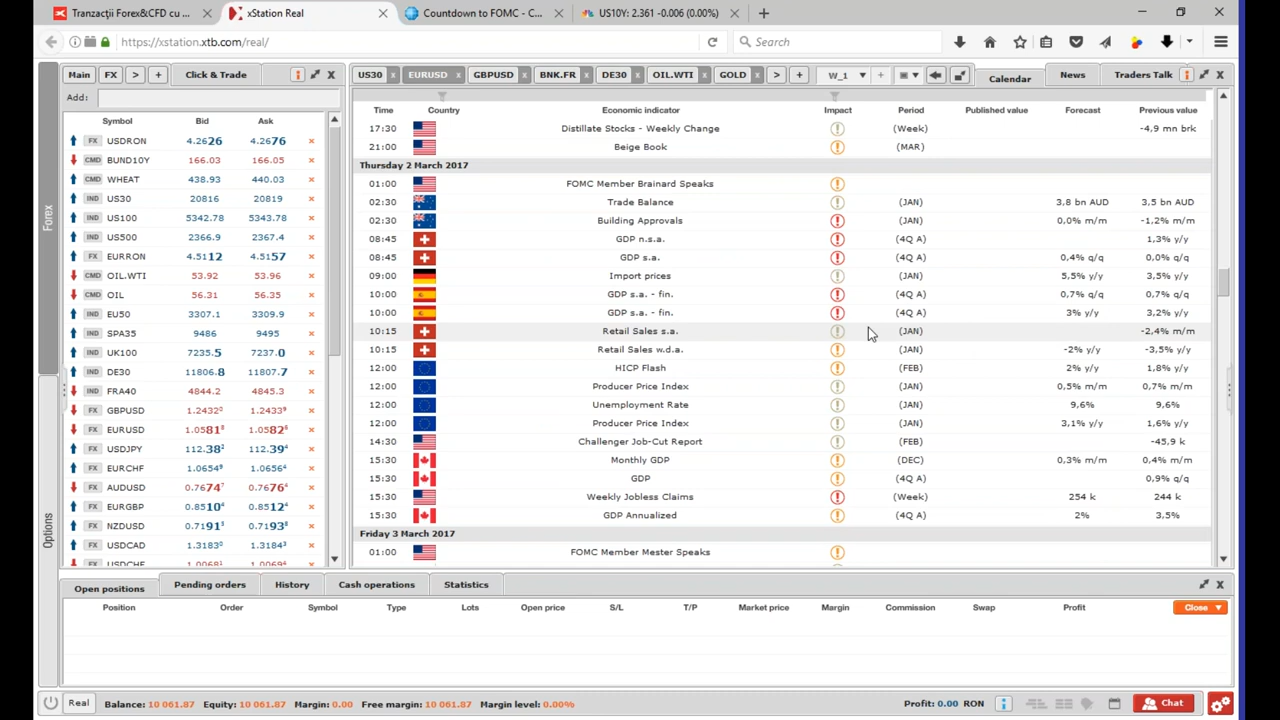 Tranzacții Forex&CFD cu ... xStation Real Countdown to FOMC - C... US10Y: 2.361 -0.006 (0.00%)
https://xstation.xtb.com/real/ Search
Main FX > + Click & Trade US30 EURUSD GBPUSD BNK.FR DE30 OIL.WTI GOLD > + W_1 Calendar News Traders Talk
Add:
Symbol Bid Ask
USDRON 4.2626 4.2676
BUND10Y 166.03 166.05
WHEAT 438.93 440.03
US30 20816 20819
US100 5342.78 5343.78
US500 2366.9 2367.4
EURRON 4.5112 4.5157
OIL.WTI 53.92 53.96
OIL 56.31 56.35
EU50 3307.1 3309.9
SPA35 9486 9495
UK100 7235.5 7237.0
DE30 11806.8 11807.7
FRA40 4844.2 4845.3
GBPUSD
EURUSD
USDJPY
EURCHF
AUDUSD
EURGBP
NZDUSD
USDCAD
USDCHF
Forex
Options
Time Country Economic indicator Impact Period Published value Forecast Previous value
17:30 Distillate Stocks - Weekly Change (Week) -4,9 mn brk
21:00 Beige Book (MAR)
Thursday 2 March 2017
01:00 FOMC Member Brainard Speaks
02:30 Trade Balance (JAN) 3,8 bn AUD 3,5 bn AUD
02:30 Building Approvals (JAN) 0,0% m/m -1,2% m/m
08:45 GDP n.s.a. (4Q A) 1,3% y/y
08:45 GDP s.a. (4Q A) 0,4% q/q 0,0% q/q
09:00 Import prices (JAN) 5,5% y/y 3,5% y/y
10:00 GDP s.a. - fin. (4Q A) 0,7% q/q 0,7% q/q
10:00 GDP s.a. - fin. (4Q A) 3% y/y 3,2% y/y
10:15 Retail Sales s.a. (JAN) -2,4% m/m
10:15 Retail Sales w.d.a. (JAN) -2% y/y -3,5% y/y
12:00 HICP Flash (FEB) 2% y/y 1,8% y/y
12:00 Producer Price Index (JAN) 0,5% m/m 0,7% m/m
12:00 Unemployment Rate (JAN) 9,6% 9,6%
12:00 Producer Price Index (JAN) 3,1% y/y 1,6% y/y
14:30 Challenger Job-Cut Report (FEB) -45,9 k
15:30 Monthly GDP (DEC) 0,3% m/m 0,4% m/m
15:30 GDP (4Q A) 0,9% q/q
15:30 Weekly Jobless Claims (Week) 254 k 244 k
15:30 GDP Annualized (4Q A) 2% 3,5%
Friday 3 March 2017
01:00 FOMC Member Mester Speaks
Open positions Pending orders History Cash operations Statistics
Position Order Symbol Type Lots Open price S/L T/P Market price Margin Commission Swap Profit Close
Real Balance: 10 061.87 Equity: 10 061.87 Margin: 0.00 Free margin: 10 061.87 Margin level: 0.00% Profit: 0.00 RON Chat